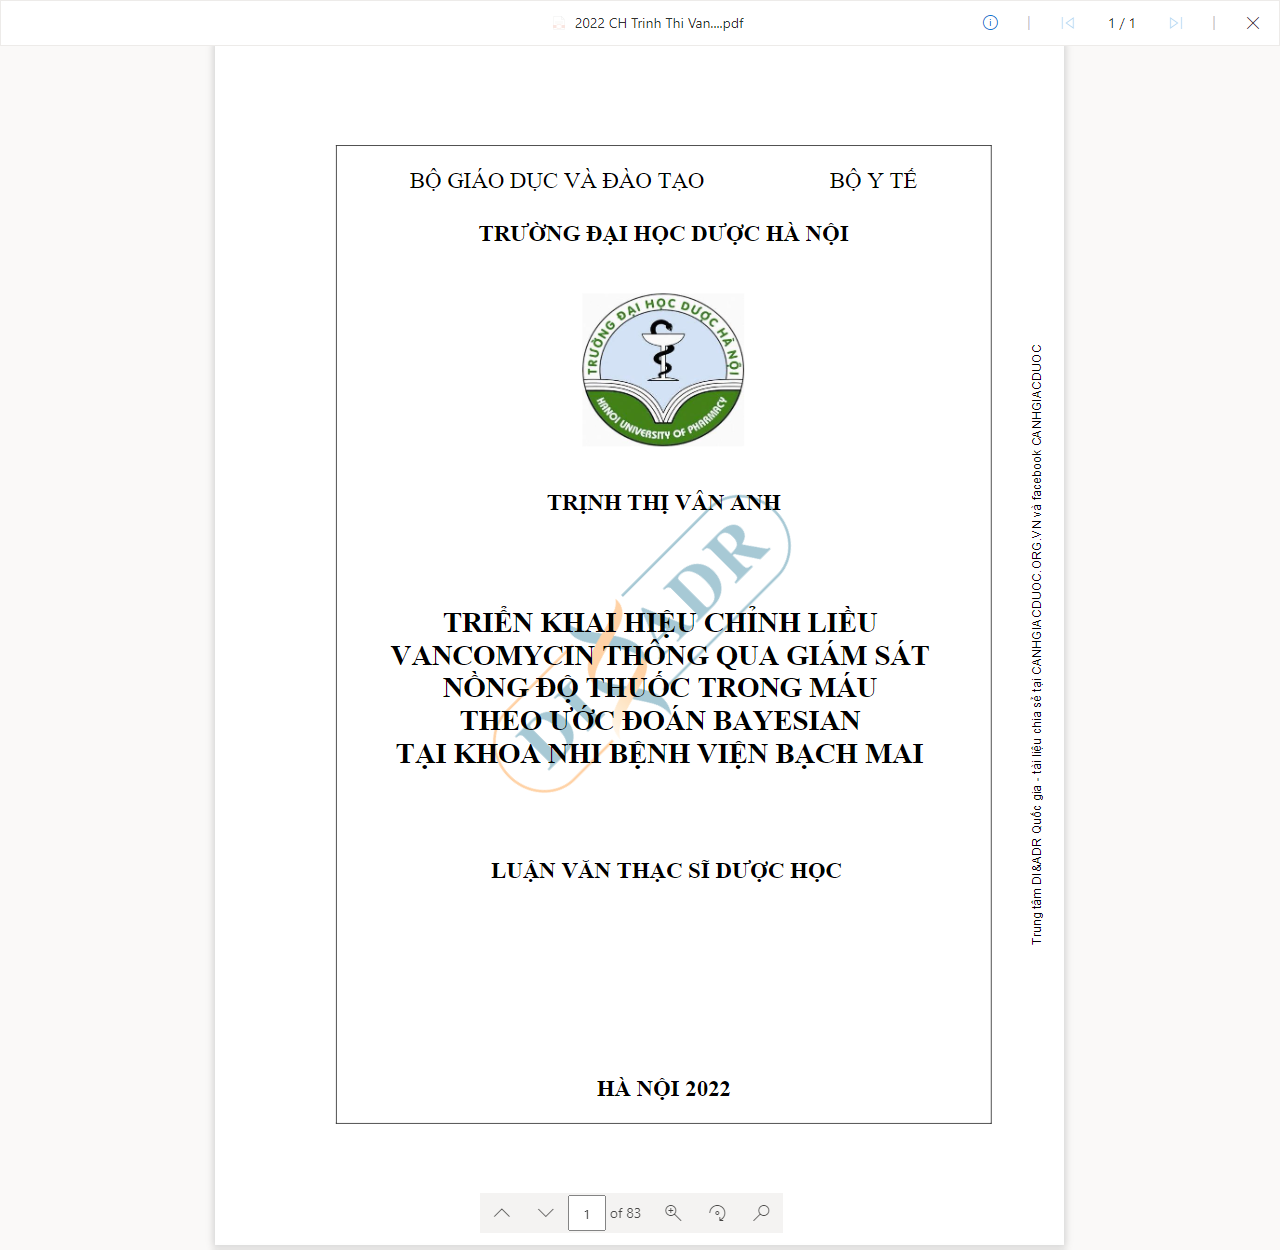 2022 CH Trinh Thi Van....pdf
1 / 1
BỘ GIÁO DỤC VÀ ĐÀO TẠO BỘ Y TẾ
TRƯỜNG ĐẠI HỌC DƯỢC HÀ NỘI
TRƯỜNG ĐẠI HỌC DƯỢC HÀ NỘI
HANOI UNIVERSITY OF PHARMACY
TRỊNH THỊ VÂN ANH
DI&ADR
TRIỂN KHAI HIỆU CHỈNH LIỀU
VANCOMYCIN THÔNG QUA GIÁM SÁT
NỒNG ĐỘ THUỐC TRONG MÁU
THEO ƯỚC ĐOÁN BAYESIAN
TẠI KHOA NHI BỆNH VIỆN BẠCH MAI
LUẬN VĂN THẠC SĨ DƯỢC HỌC
HÀ NỘI 2022
Trung tâm DI&ADR Quốc gia - tài liệu chia sẻ tại CANHGIACDUOC.ORG.VN và facebook CANHGIACDUOC
1 of 83